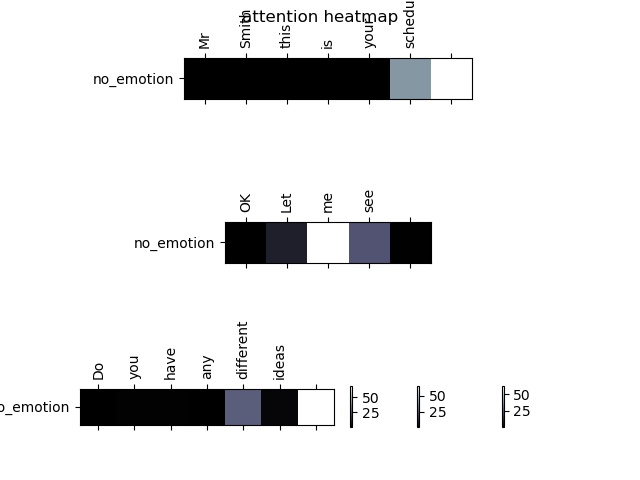 attention heatmap
Mr Smith this is your schedu
no_emotion
OK Let me see
no_emotion
Do you have any different ideas
o_emotion
50 50 50
25 25 25